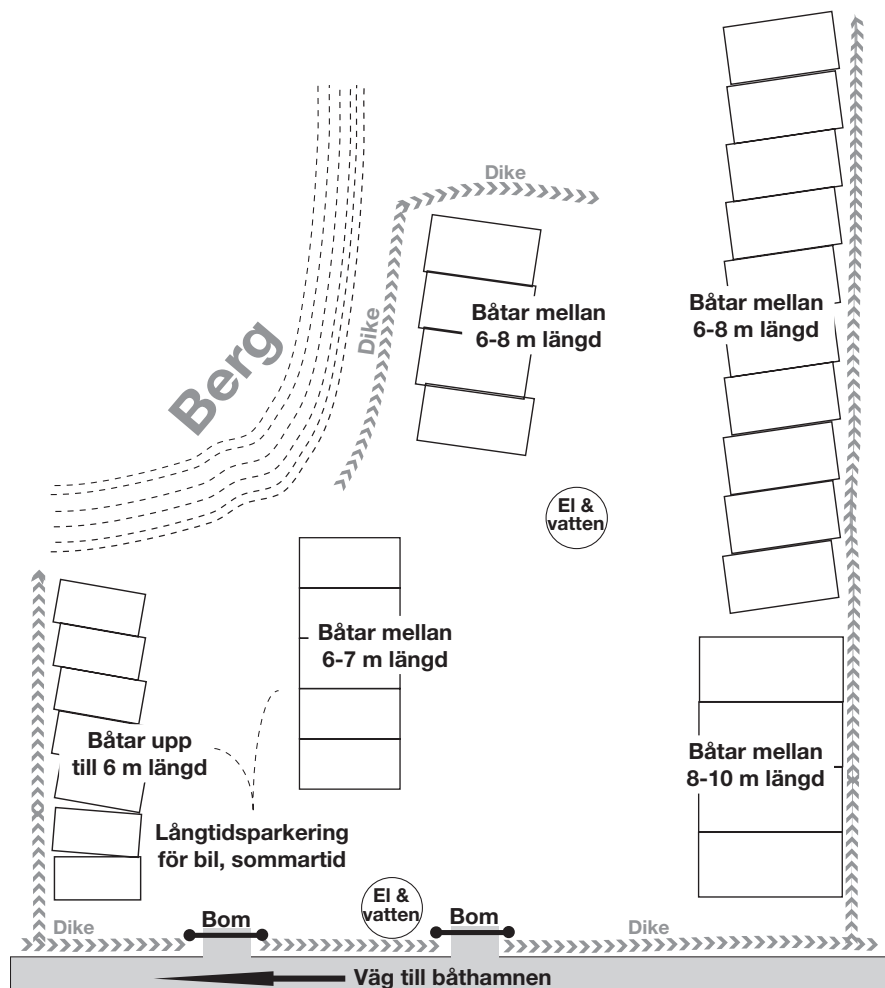 Dike
Båtar mellan
6-8 m längd
Båtar mellan
6-8 m längd
Dike
Berg
El &
vatten
Båtar mellan
6-7 m längd
Båtar upp
till 6 m längd
Båtar mellan
8-10 m längd
Långtidsparkering
för bil, sommartid
El &
vatten
Dike
Bom
Bom
Dike
Väg till båthamnen